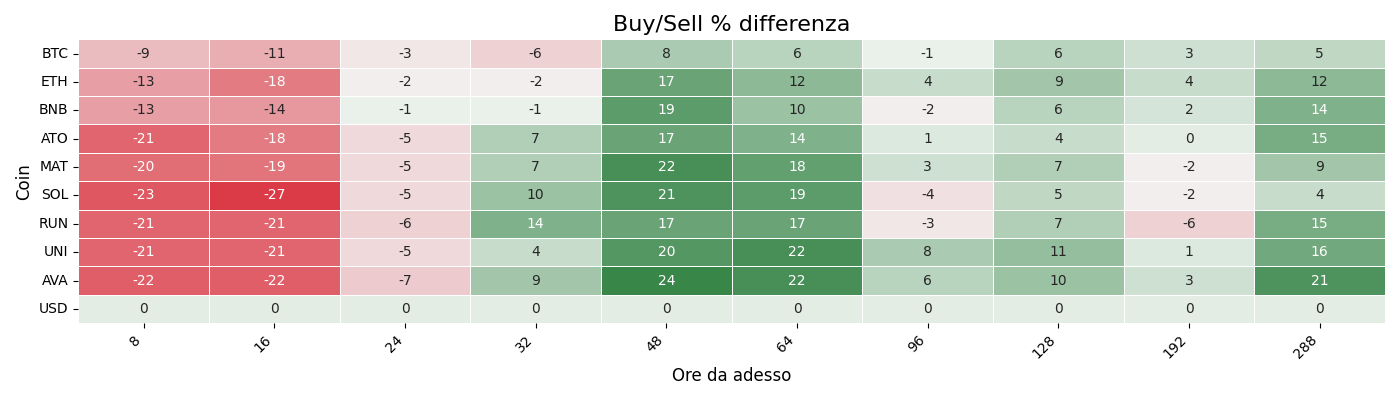 Buy/Sell % differenza
Coin
BTC -9 -11 -3 -6 8 6 -1 6 3 5
ETH -13 -18 -2 -2 17 12 4 9 4 12
BNB -13 -14 -1 -1 19 10 -2 6 2 14
ATO -21 -18 -5 7 17 14 1 4 0 15
MAT -20 -19 -5 7 22 18 3 7 -2 9
SOL -23 -27 -5 10 21 19 -4 5 -2 4
RUN -21 -21 -6 14 17 17 -3 7 -6 15
UNI -21 -21 -5 4 20 22 8 11 1 16
AVA -22 -22 -7 9 24 22 6 10 3 21
USD 0 0 0 0 0 0 0 0 0 0
8 16 24 32 48 64 96 128 192 288
Ore da adesso